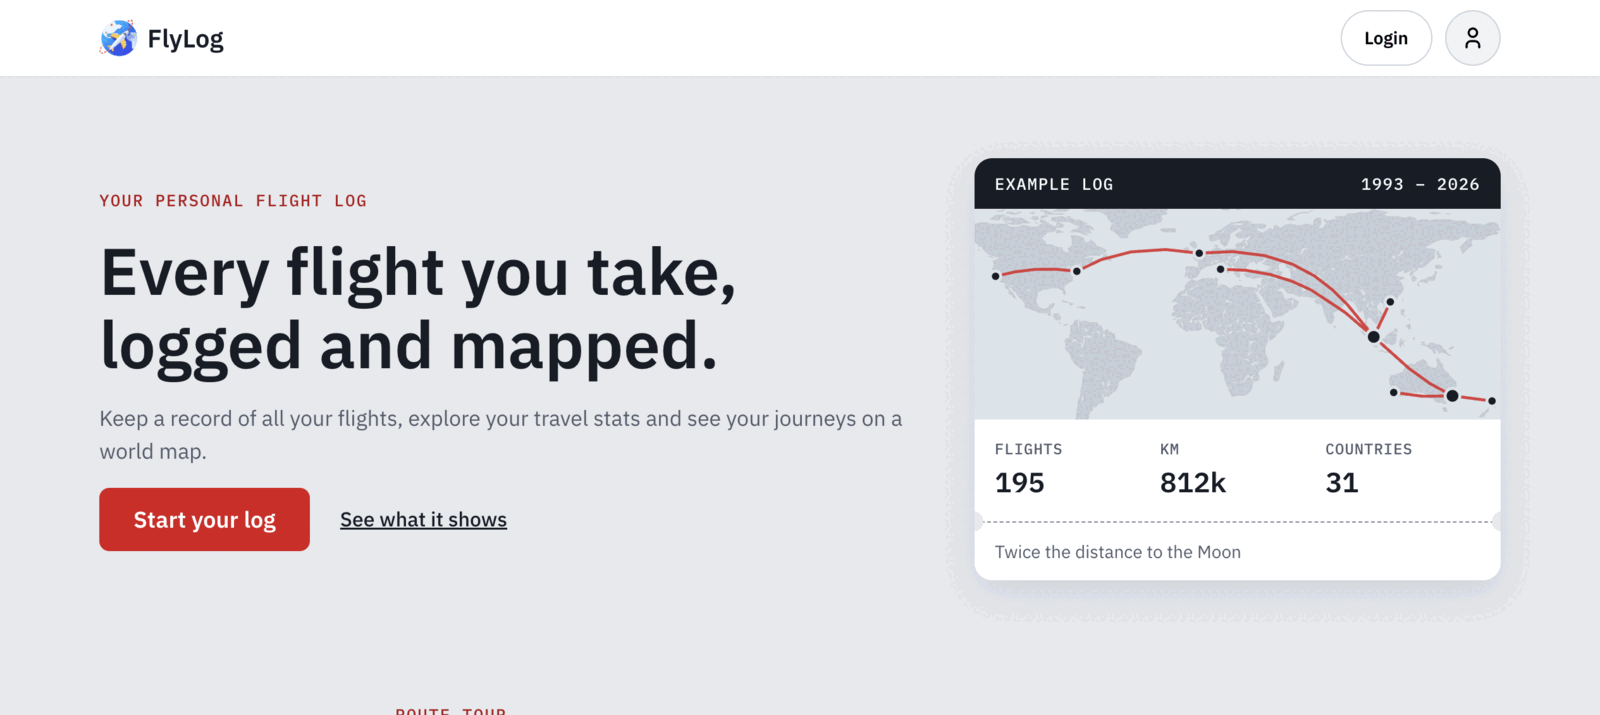 FlyLog
Login
YOUR PERSONAL FLIGHT LOG
Every flight you take,
logged and mapped.
Keep a record of all your flights, explore your travel stats and see your journeys on a
world map.
Start your log
See what it shows
EXAMPLE LOG
1993 – 2026
FLIGHTS
KM
COUNTRIES
195
812k
31
Twice the distance to the Moon
ROUTE TOUR